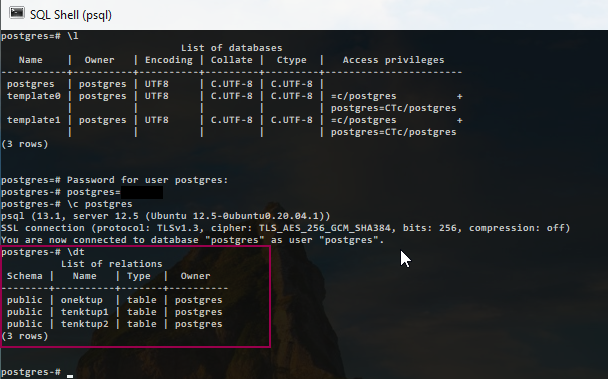 SQL Shell (psql)
postgres=# \l
List of databases
Name | Owner | Encoding | Collate | Ctype | Access privileges
-----------+----------+----------+---------+---------+-----------------------
postgres | postgres | UTF8 | C.UTF-8 | C.UTF-8 |
template0 | postgres | UTF8 | C.UTF-8 | C.UTF-8 | =c/postgres +
| | | | | postgres=CTc/postgres
template1 | postgres | UTF8 | C.UTF-8 | C.UTF-8 | =c/postgres +
| | | | | postgres=CTc/postgres
(3 rows)
postgres=# Password for user postgres:
postgres-# postgres=
postgres-# \c postgres
psql (13.1, server 12.5 (Ubuntu 12.5-0ubuntu0.20.04.1))
SSL connection (protocol: TLSv1.3, cipher: TLS_AES_256_GCM_SHA384, bits: 256, compression: off)
You are now connected to database "postgres" as user "postgres".
postgres-# \dt
List of relations
Schema | Name | Type | Owner
--------+----------+-------+----------
public | onektup | table | postgres
public | tenktup1 | table | postgres
public | tenktup2 | table | postgres
(3 rows)
postgres-#